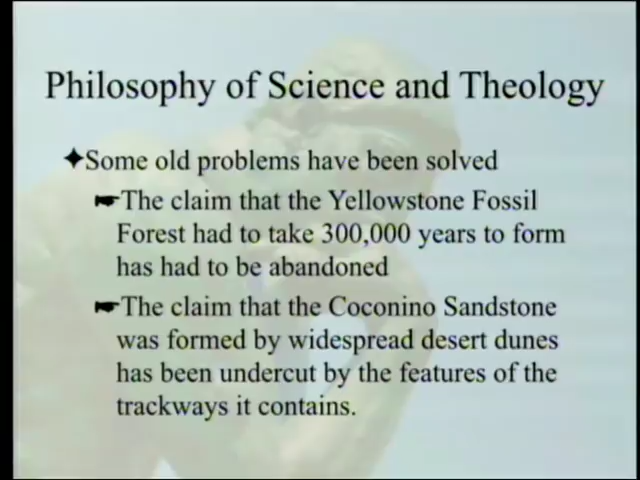 Philosophy of Science and Theology
✦Some old problems have been solved
☛The claim that the Yellowstone Fossil
Forest had to take 300,000 years to form
has had to be abandoned
☛The claim that the Coconino Sandstone
was formed by widespread desert dunes
has been undercut by the features of the
trackways it contains.